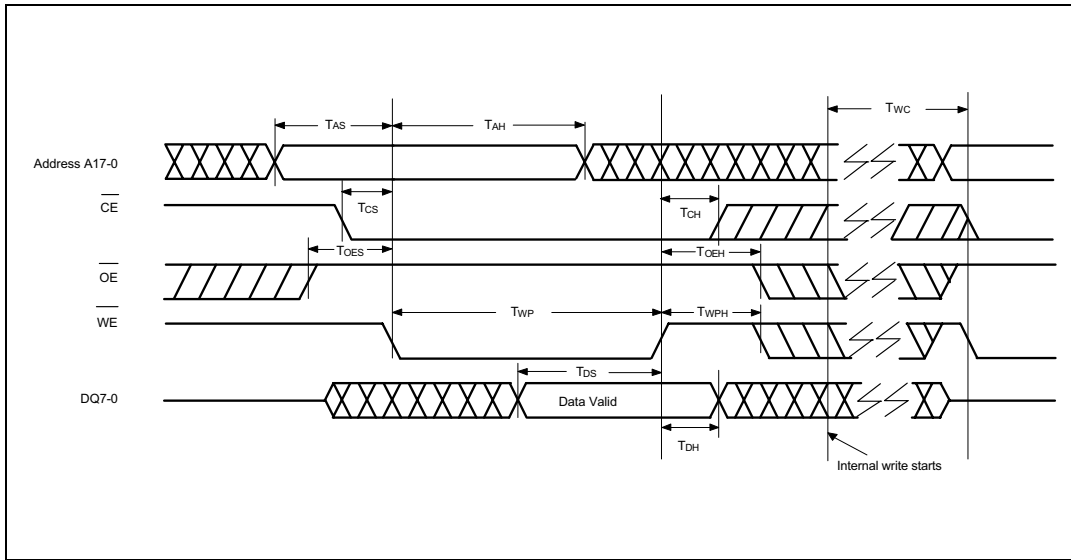 TWC
TAS
TAH
Address A17-0
CE
TCS
TCH
TOES
TOEH
OE
WE
TWP
TWPH
TDS
DQ7-0
Data Valid
TDH
Internal write starts